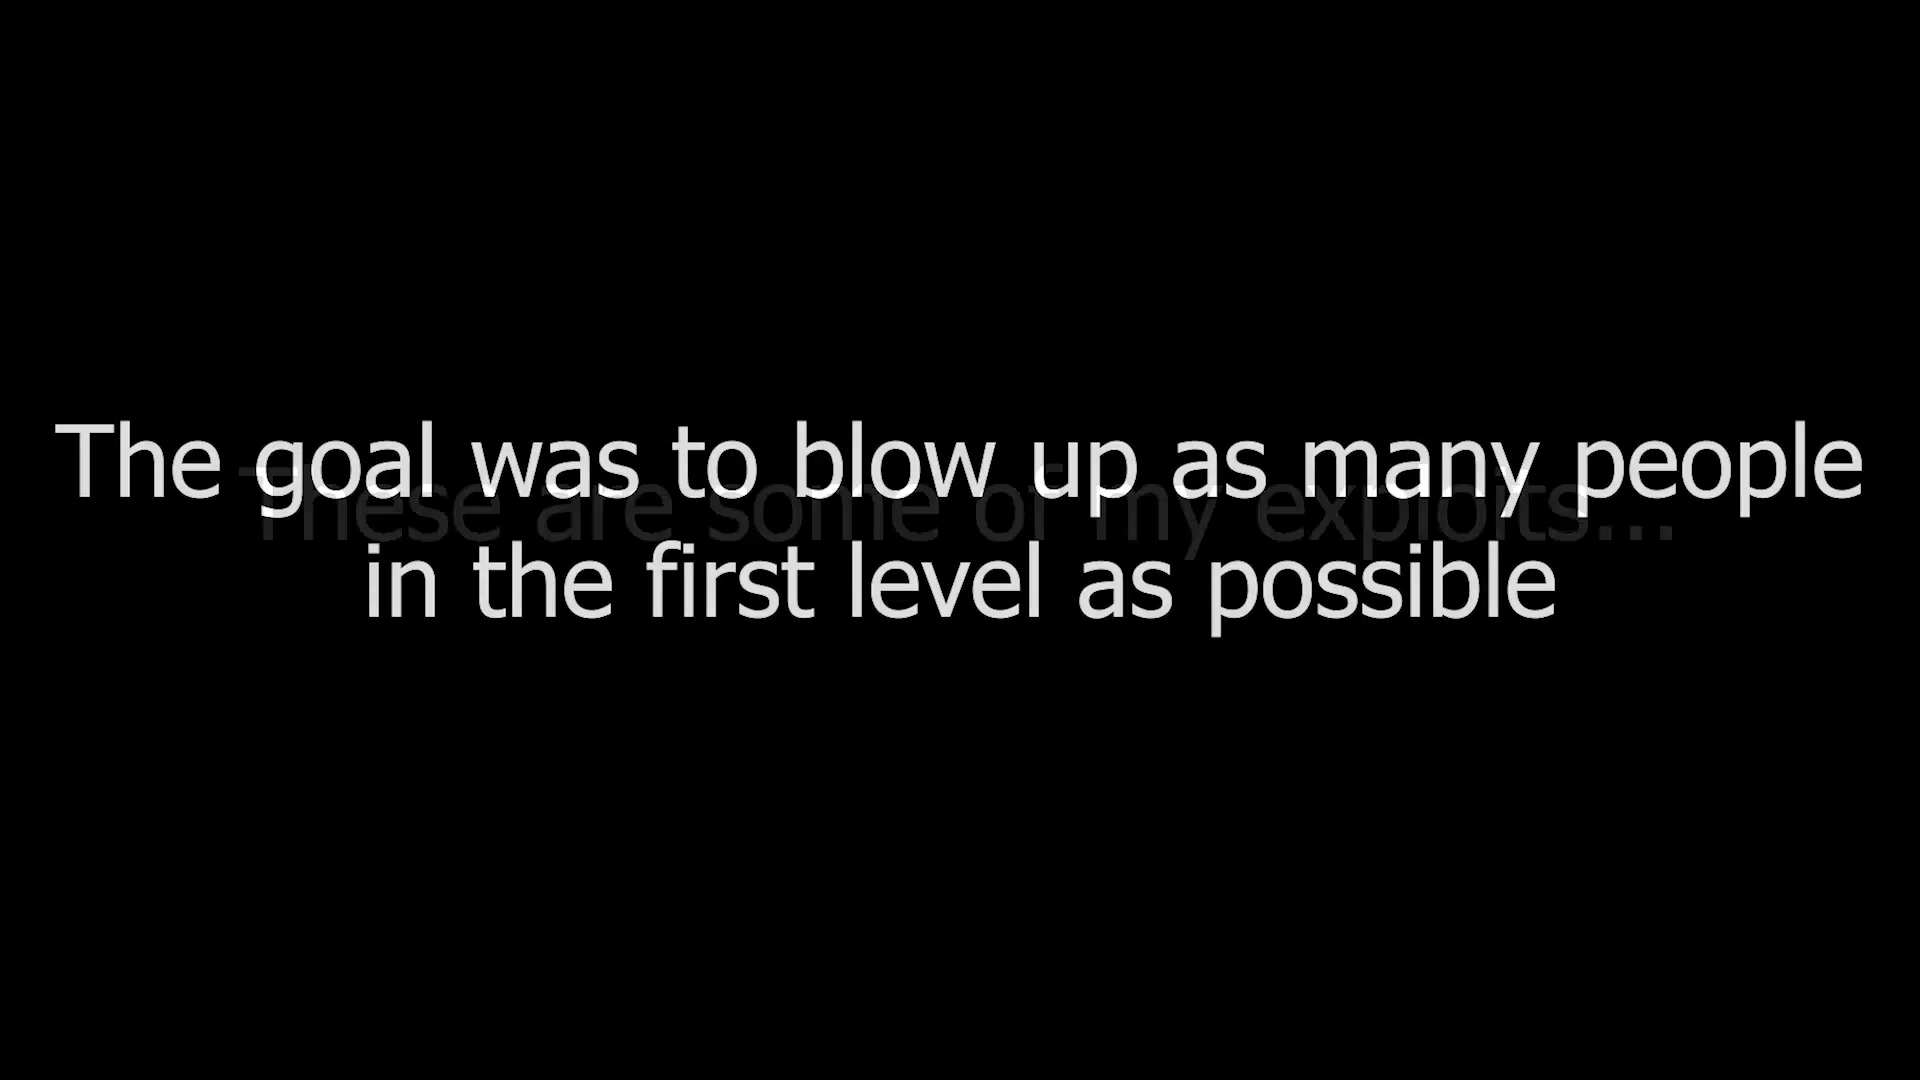 The goal was to blow up as many people
These are some of my exploits...
in the first level as possible